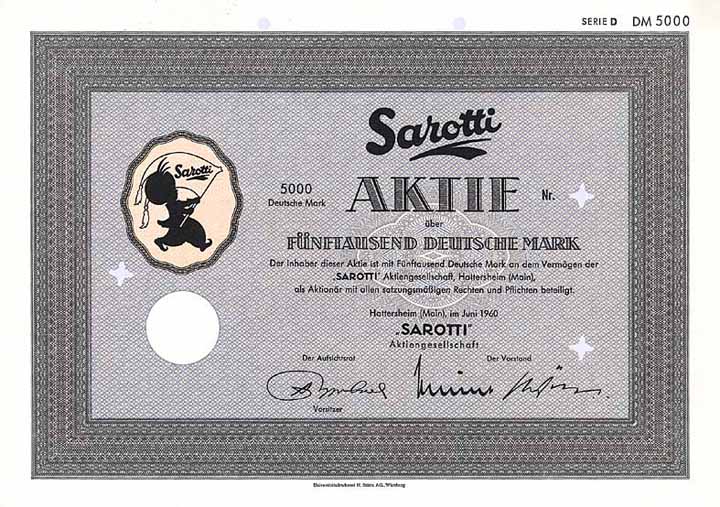 SERIE D DM 5000
Sarotti
Sarotti
5000
Deutsche Mark
AKTIE
Nr.
über
FÜNFTAUSEND DEUTSCHE MARK
Der Inhaber dieser Aktie ist mit Fünftausend Deutsche Mark an dem Vermögen der
„SAROTTI" Aktiengesellschaft, Hattersheim (Main),
als Aktionär mit allen satzungsmäßigen Rechten und Pflichten beteiligt.
Hattersheim (Main), im Juni 1960
„SAROTTI"
Aktiengesellschaft
Der Aufsichtsrat Der Vorstand
Vorsitzer